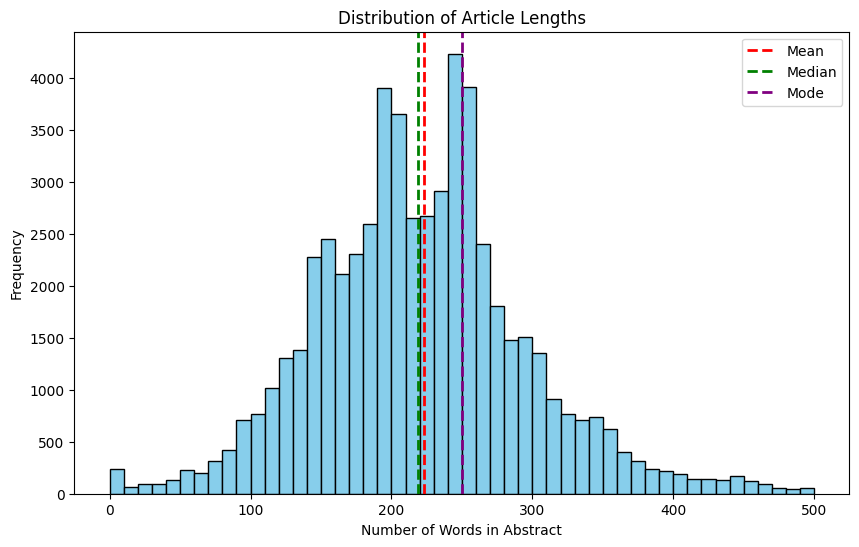 Distribution of Article Lengths
Mean
Median
Mode
4000
3500
3000
2500
2000
1500
1000
500
0
Frequency
0 100 200 300 400 500
Number of Words in Abstract